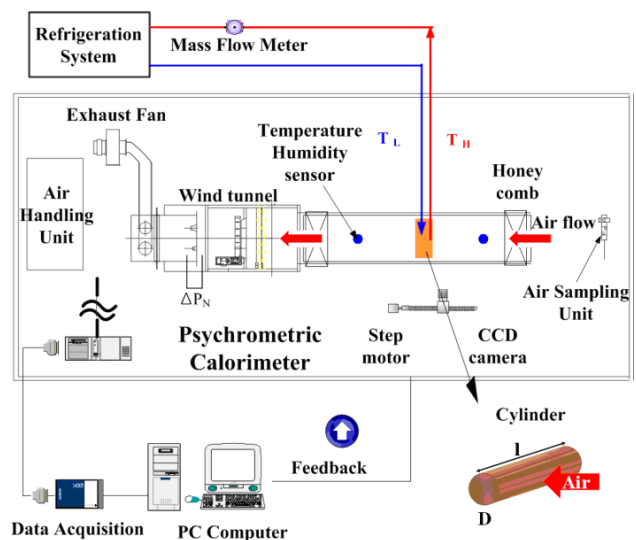 Refrigeration
System
Mass Flow Meter
Exhaust Fan
Temperature
Humidity
sensor
T L
T H
Honey
comb
Air
Handling
Unit
Wind tunnel
Air flow
Air Sampling
Unit
ΔPN
Psychrometric
Calorimeter
Step
motor
CCD
camera
Cylinder
Feedback
l
Air
D
Data Acquisition
PC Computer